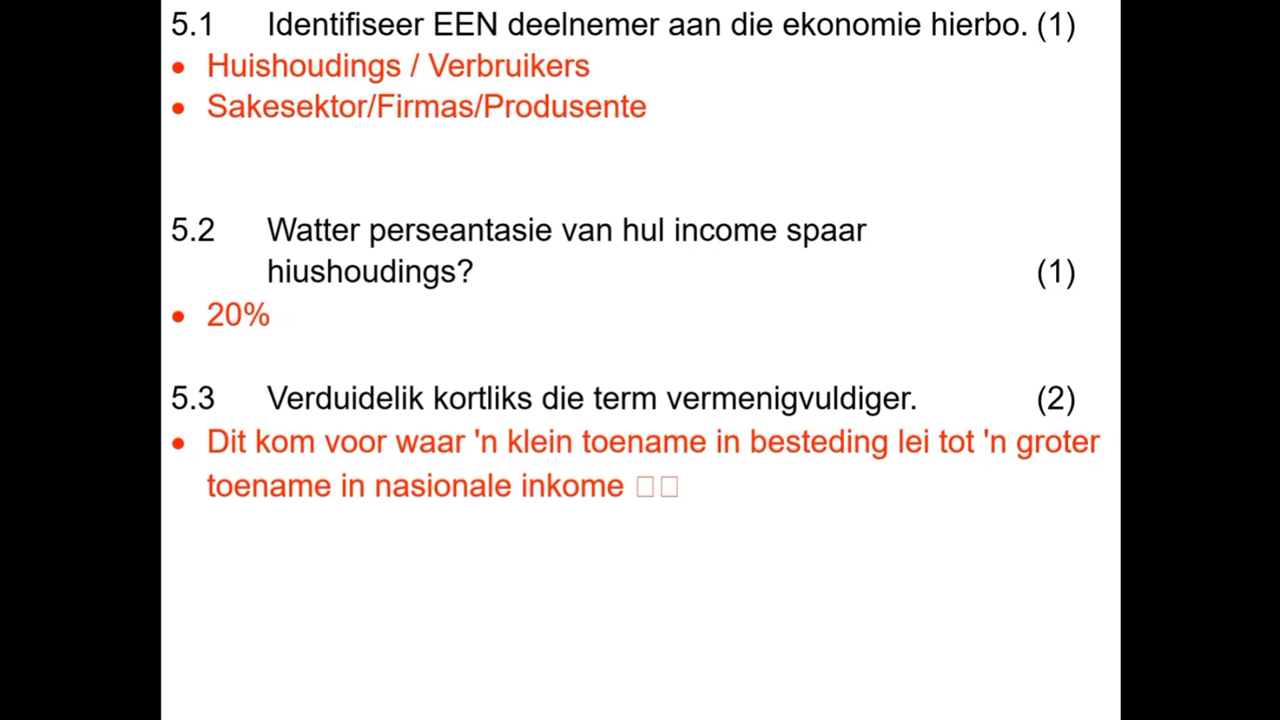 5.1 Identifiseer EEN deelnemer aan die ekonomie hierbo. (1)
• Huishoudings / Verbruikers
• Sakesektor/Firmas/Produsente
5.2 Watter perseantasie van hul income spaar
hiushoudings? (1)
• 20%
5.3 Verduidelik kortliks die term vermenigvuldiger. (2)
• Dit kom voor waar 'n klein toename in besteding lei tot 'n groter
toename in nasionale inkome □□